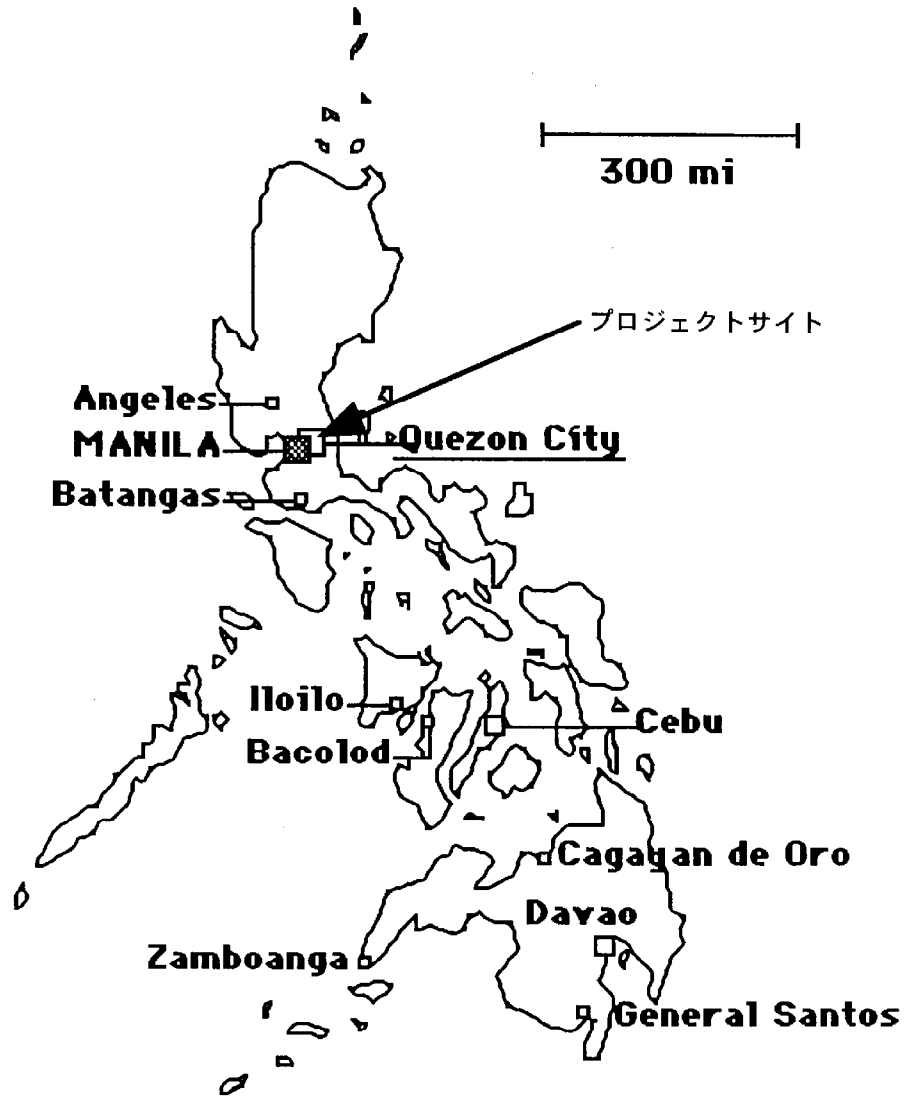 300 mi
プロジェクトサイト
Angeles
MANILA
Quezon City
Batangas
Iloilo
Cebu
Bacolod
Cagayan de Oro
Davao
Zamboanga
General Santos